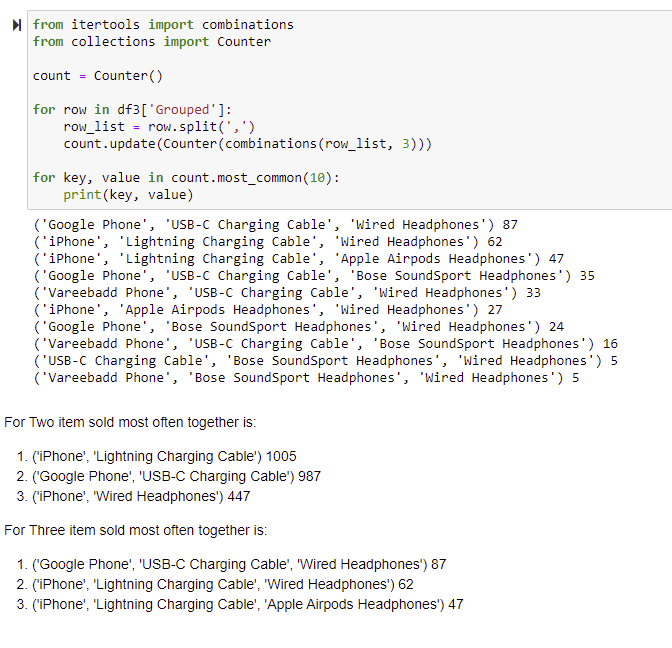 from itertools import combinations
from collections import Counter
count = Counter()
for row in df3['Grouped']:
    row_list = row.split(',')
    count.update(Counter(combinations(row_list, 3)))
for key, value in count.most_common(10):
    print(key, value)
('Google Phone', 'USB-C Charging Cable', 'Wired Headphones') 87
('iPhone', 'Lightning Charging Cable', 'Wired Headphones') 62
('iPhone', 'Lightning Charging Cable', 'Apple Airpods Headphones') 47
('Google Phone', 'USB-C Charging Cable', 'Bose SoundSport Headphones') 35
('Vareebadd Phone', 'USB-C Charging Cable', 'Wired Headphones') 33
('iPhone', 'Apple Airpods Headphones', 'Wired Headphones') 27
('Google Phone', 'Bose SoundSport Headphones', 'Wired Headphones') 24
('Vareebadd Phone', 'USB-C Charging Cable', 'Bose SoundSport Headphones') 16
('USB-C Charging Cable', 'Bose SoundSport Headphones', 'Wired Headphones') 5
('Vareebadd Phone', 'Bose SoundSport Headphones', 'Wired Headphones') 5
For Two item sold most often together is:
1. ('iPhone', 'Lightning Charging Cable') 1005
2. ('Google Phone', 'USB-C Charging Cable') 987
3. ('iPhone', 'Wired Headphones') 447
For Three item sold most often together is:
1. ('Google Phone', 'USB-C Charging Cable', 'Wired Headphones') 87
2. ('iPhone', 'Lightning Charging Cable', 'Wired Headphones') 62
3. ('iPhone', 'Lightning Charging Cable', 'Apple Airpods Headphones') 47